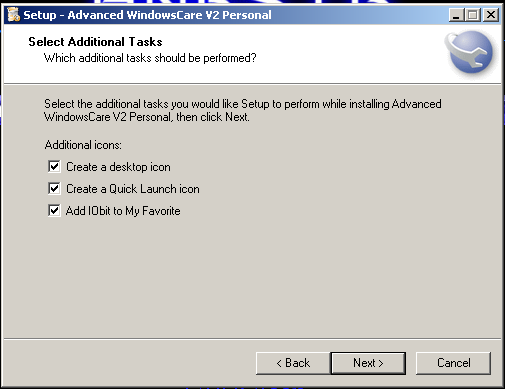 Setup - Advanced WindowsCare V2 Personal
Select Additional Tasks
Which additional tasks should be performed?
Select the additional tasks you would like Setup to perform while installing Advanced
WindowsCare V2 Personal, then click Next.
Additional icons:
Create a desktop icon
Create a Quick Launch icon
Add IObit to My Favorite
< Back
Next >
Cancel